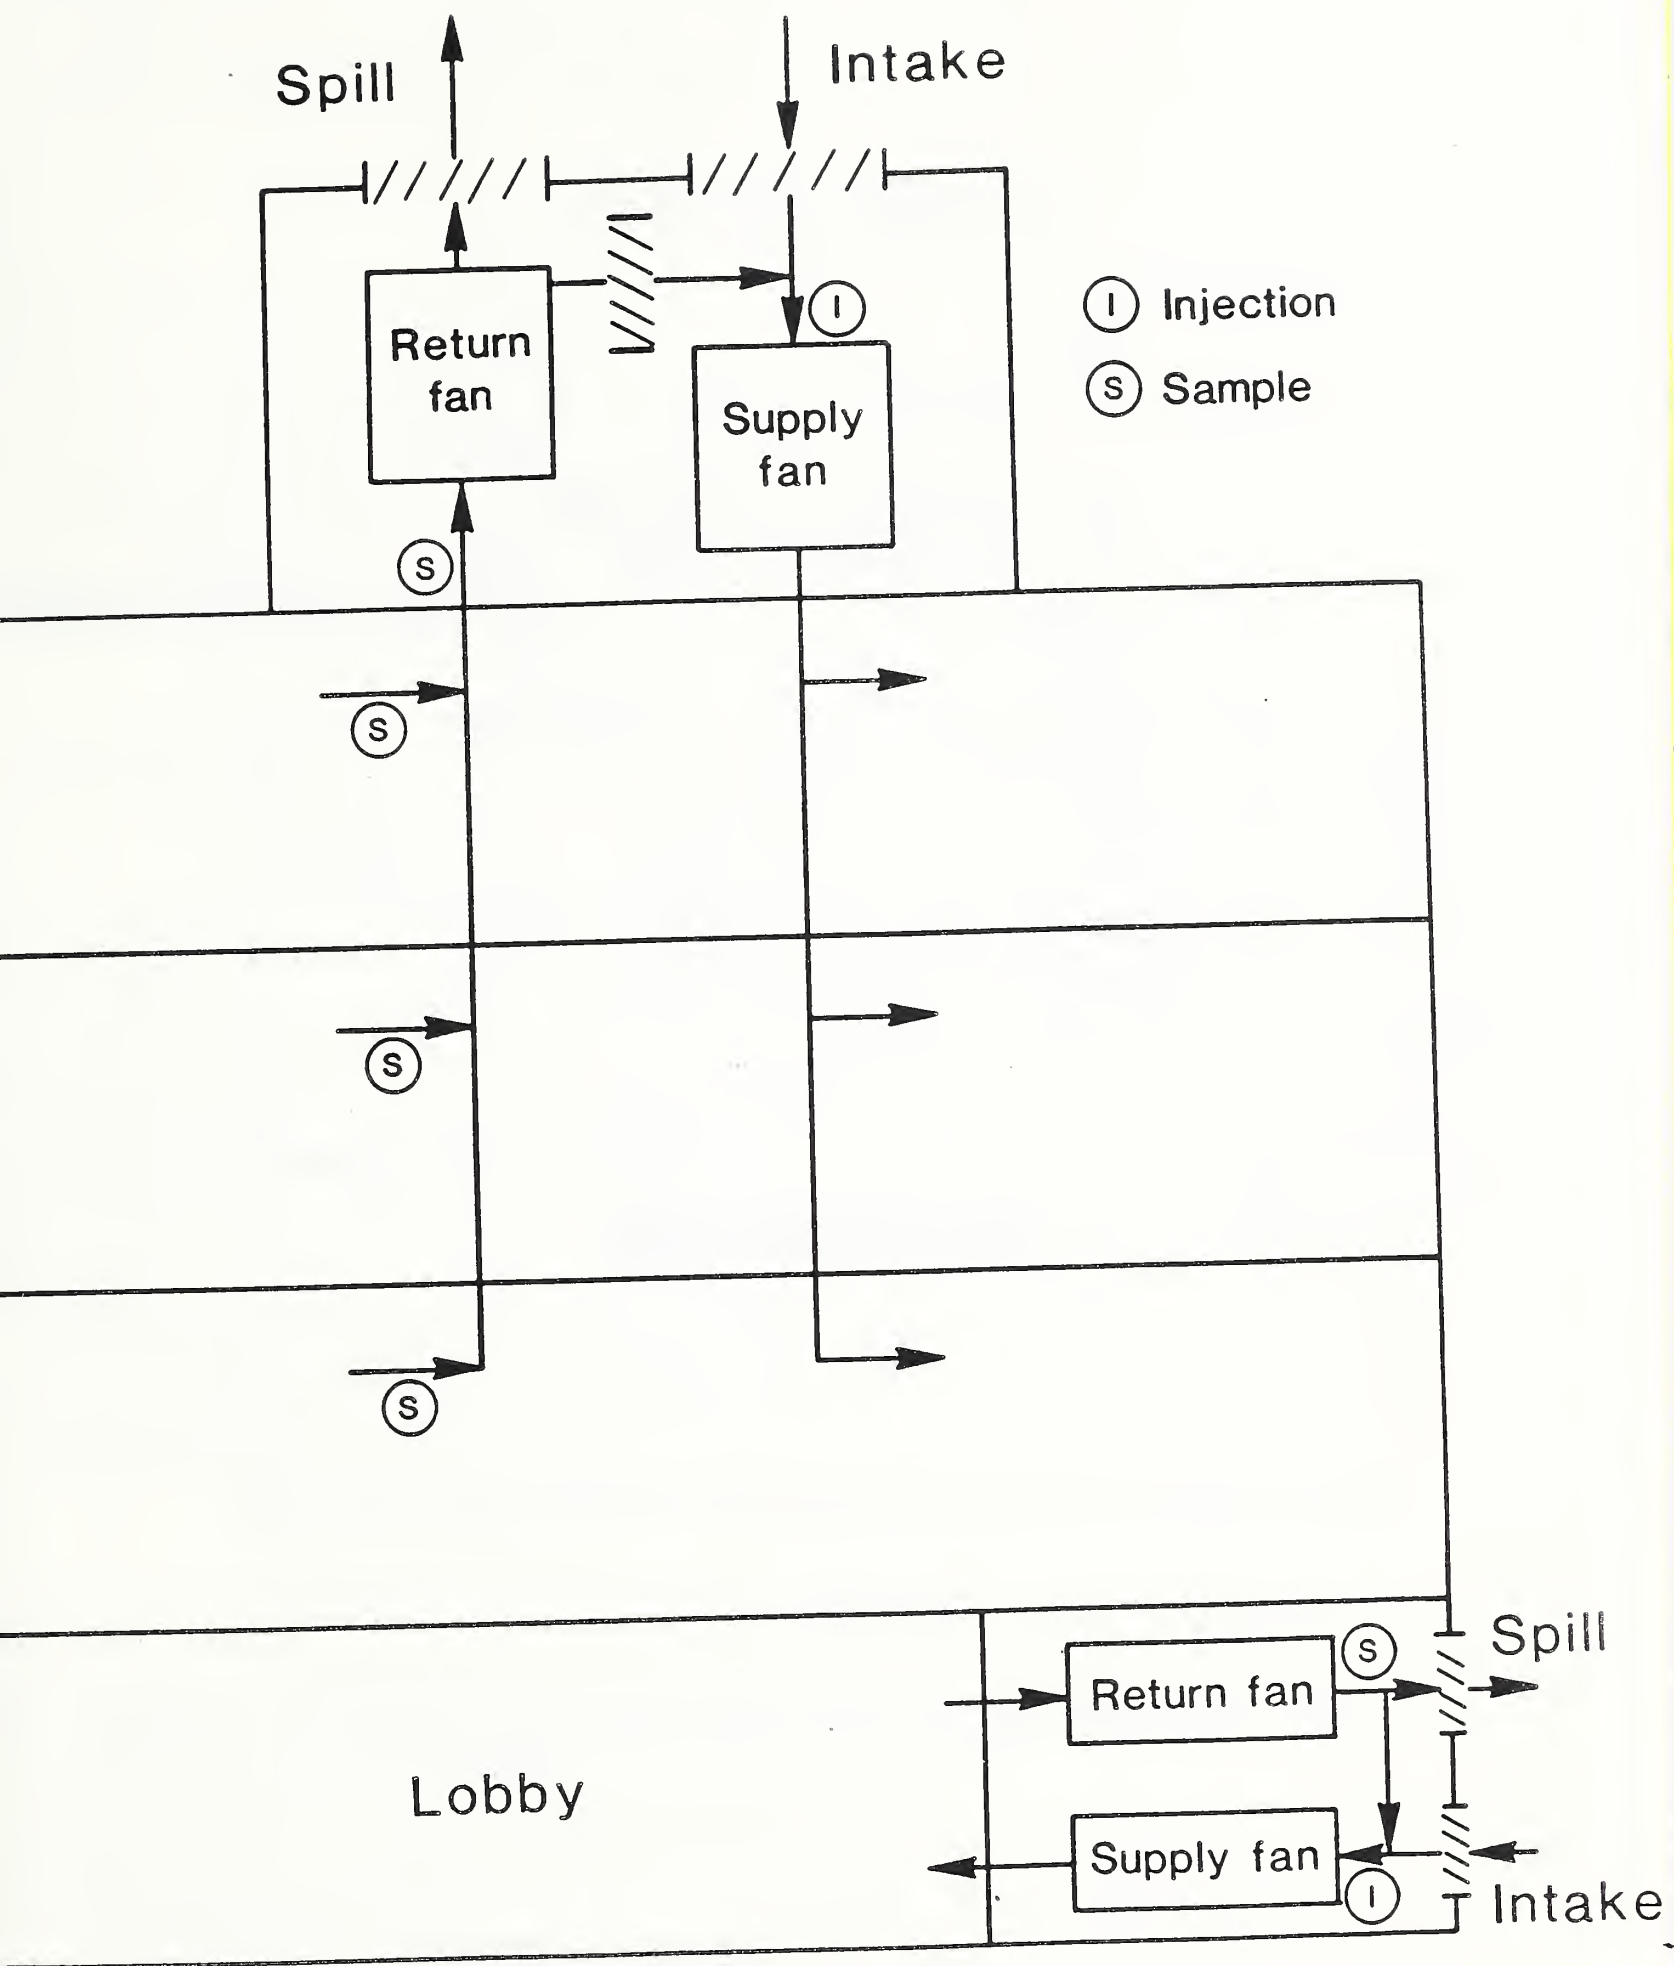 Spill
Intake
I Injection
S Sample
I
Return
fan
Supply
fan
S
S
S
S
Lobby
Return fan
S
Spill
Supply fan
I
Intake